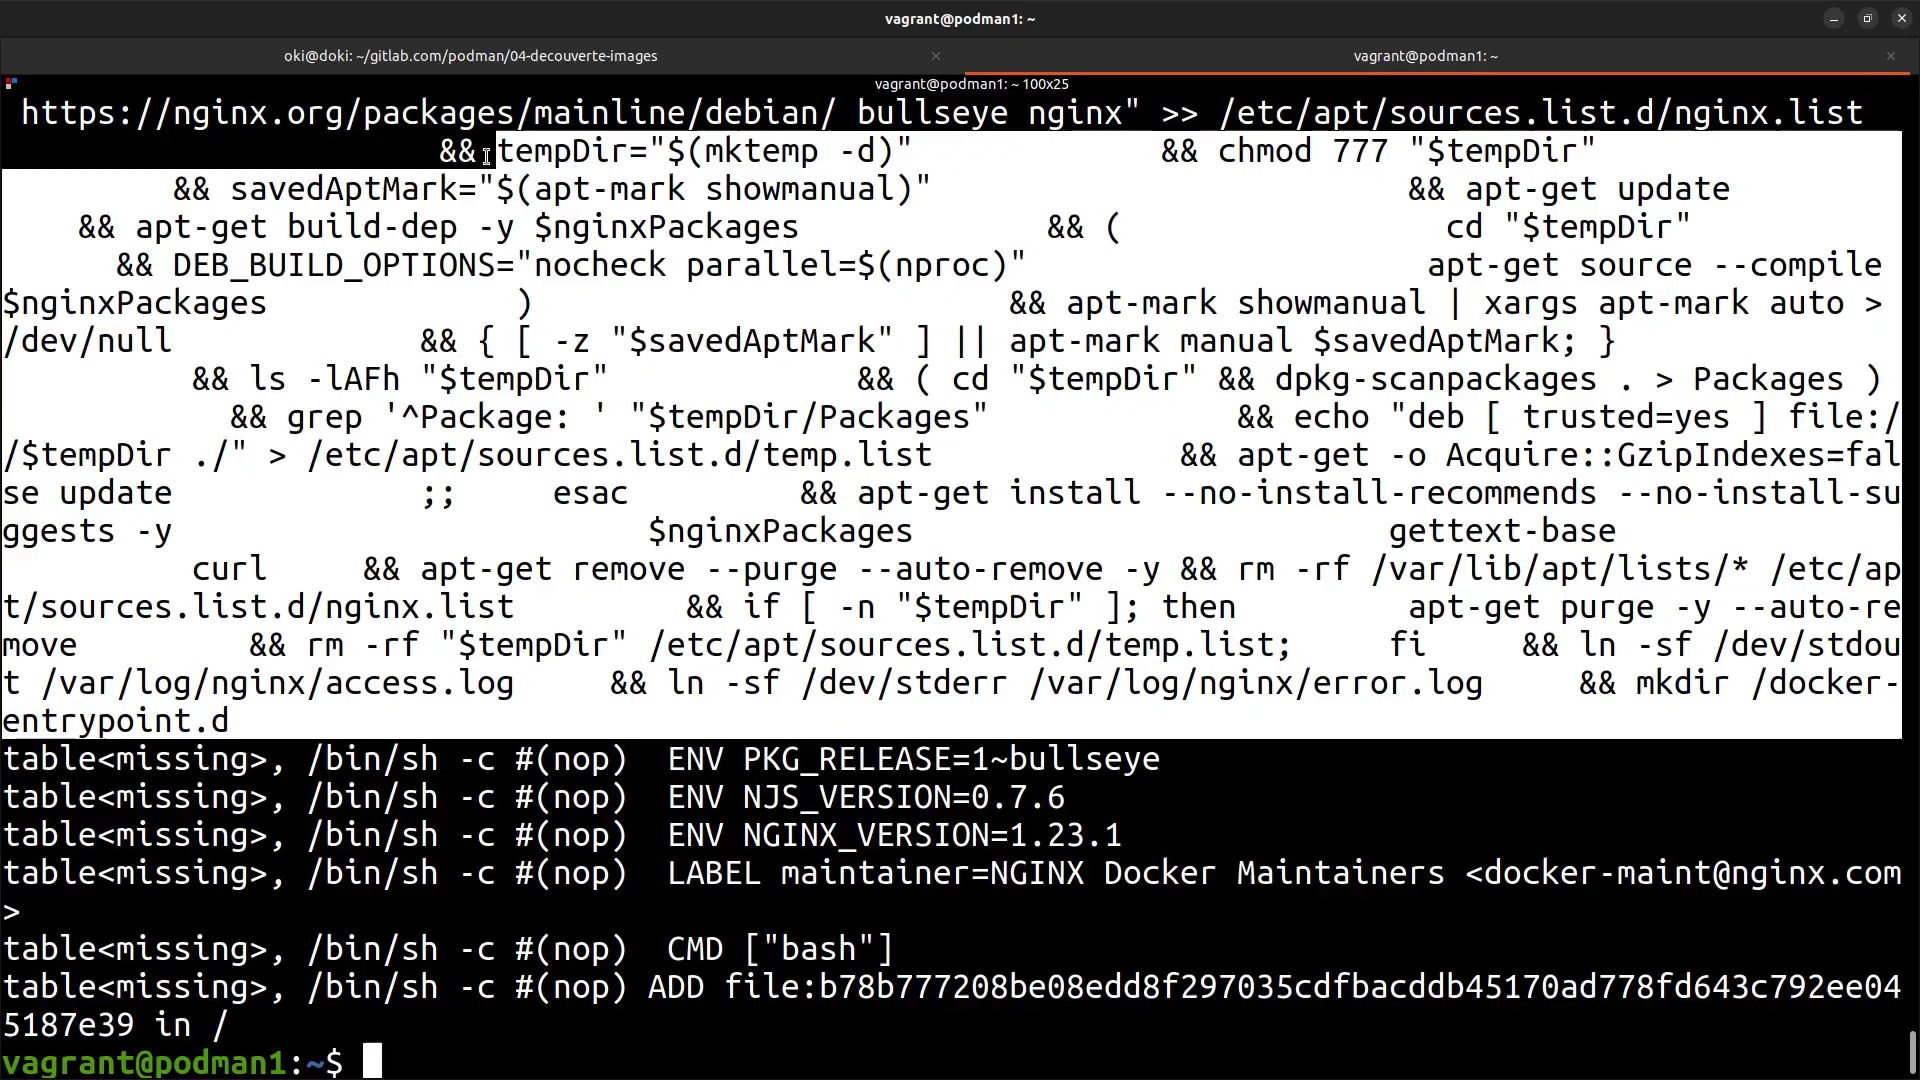 vagrant@podman1: ~
oki@doki: ~/gitlab.com/podman/04-decouverte-images
vagrant@podman1: ~
vagrant@podman1: ~ 100x25
https://nginx.org/packages/mainline/debian/ bullseye nginx" >> /etc/apt/sources.list.d/nginx.list
&& tempDir="$(mktemp -d)" && chmod 777 "$tempDir"
&& savedAptMark="$(apt-mark showmanual)" && apt-get update
&& apt-get build-dep -y $nginxPackages && ( cd "$tempDir"
&& DEB_BUILD_OPTIONS="nocheck parallel=$(nproc)" apt-get source --compile
$nginxPackages ) && apt-mark showmanual | xargs apt-mark auto >
/dev/null && { [ -z "$savedAptMark" ] || apt-mark manual $savedAptMark; }
&& ls -lAFh "$tempDir" && ( cd "$tempDir" && dpkg-scanpackages . > Packages )
&& grep '^Package: ' "$tempDir/Packages" && echo "deb [ trusted=yes ] file:/
/$tempDir ./" > /etc/apt/sources.list.d/temp.list && apt-get -o Acquire::GzipIndexes=fal
se update ;; esac && apt-get install --no-install-recommends --no-install-su
ggests -y $nginxPackages gettext-base
curl && apt-get remove --purge --auto-remove -y && rm -rf /var/lib/apt/lists/* /etc/ap
t/sources.list.d/nginx.list && if [ -n "$tempDir" ]; then apt-get purge -y --auto-re
move && rm -rf "$tempDir" /etc/apt/sources.list.d/temp.list; fi && ln -sf /dev/stdou
t /var/log/nginx/access.log && ln -sf /dev/stderr /var/log/nginx/error.log && mkdir /docker-
entrypoint.d
table<missing>, /bin/sh -c #(nop)  ENV PKG_RELEASE=1~bullseye
table<missing>, /bin/sh -c #(nop)  ENV NJS_VERSION=0.7.6
table<missing>, /bin/sh -c #(nop)  ENV NGINX_VERSION=1.23.1
table<missing>, /bin/sh -c #(nop)  LABEL maintainer=NGINX Docker Maintainers <docker-maint@nginx.com
>
table<missing>, /bin/sh -c #(nop)  CMD ["bash"]
table<missing>, /bin/sh -c #(nop) ADD file:b78b777208be08edd8f297035cdfbacddb45170ad778fd643c792ee04
5187e39 in /
vagrant@podman1:~$